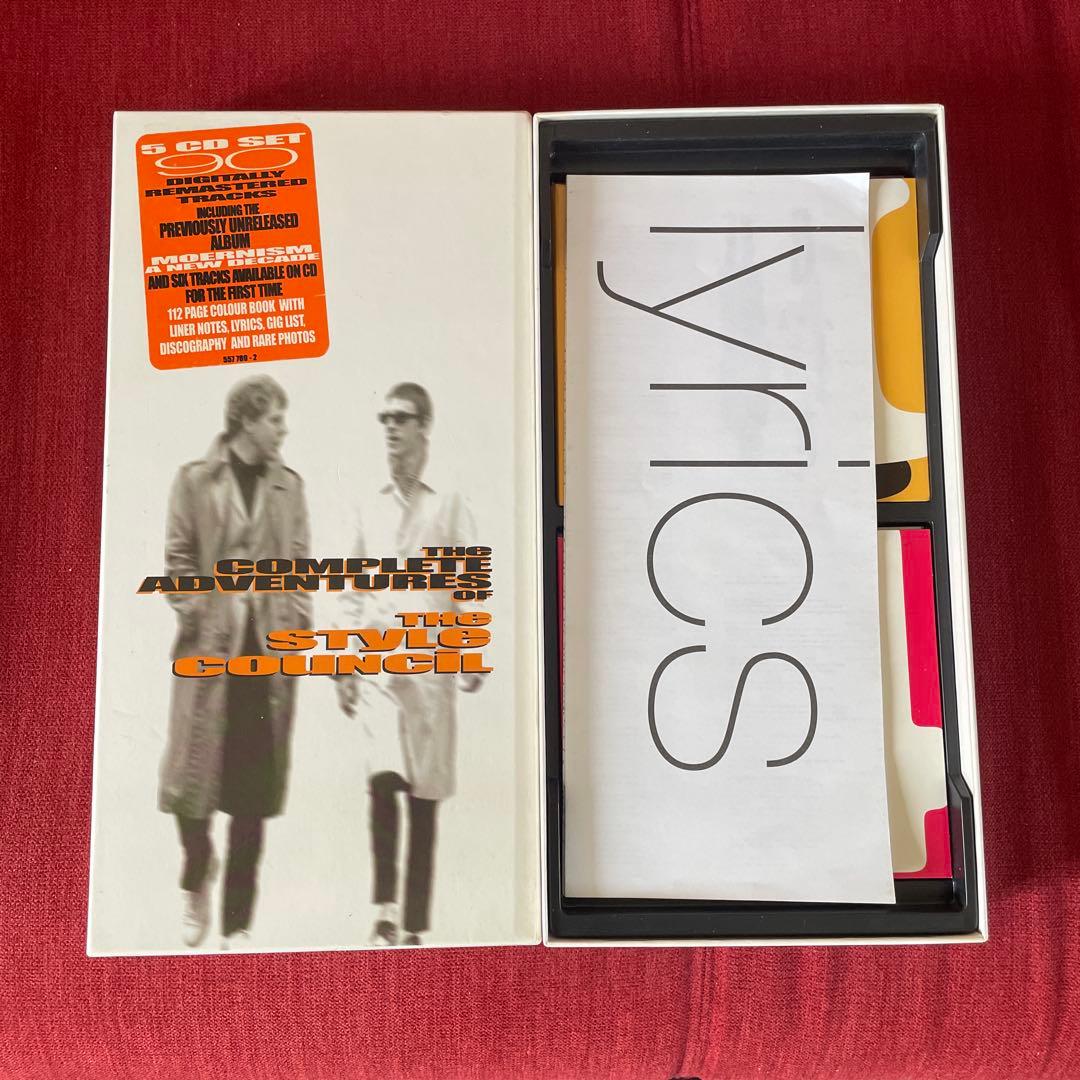 5 CD SET
90
DIGITALLY
REMASTERED
TRACKS
INCLUDING THE
PREVIOUSLY UNRELEASED
ALBUM
MOERNISM
A NEW DECADE
AND SIX TRACKS AVAILABLE ON CD
FOR THE FIRST TIME
112 PAGE COLOUR BOOK WITH
LINER NOTES, LYRICS, GIG LIST,
DISCOGRAPHY AND RARE PHOTOS
557 780 - 2
THE
COMPLETE
ADVENTURES
OF
THE
STYLE
COUNCIL
lyrics